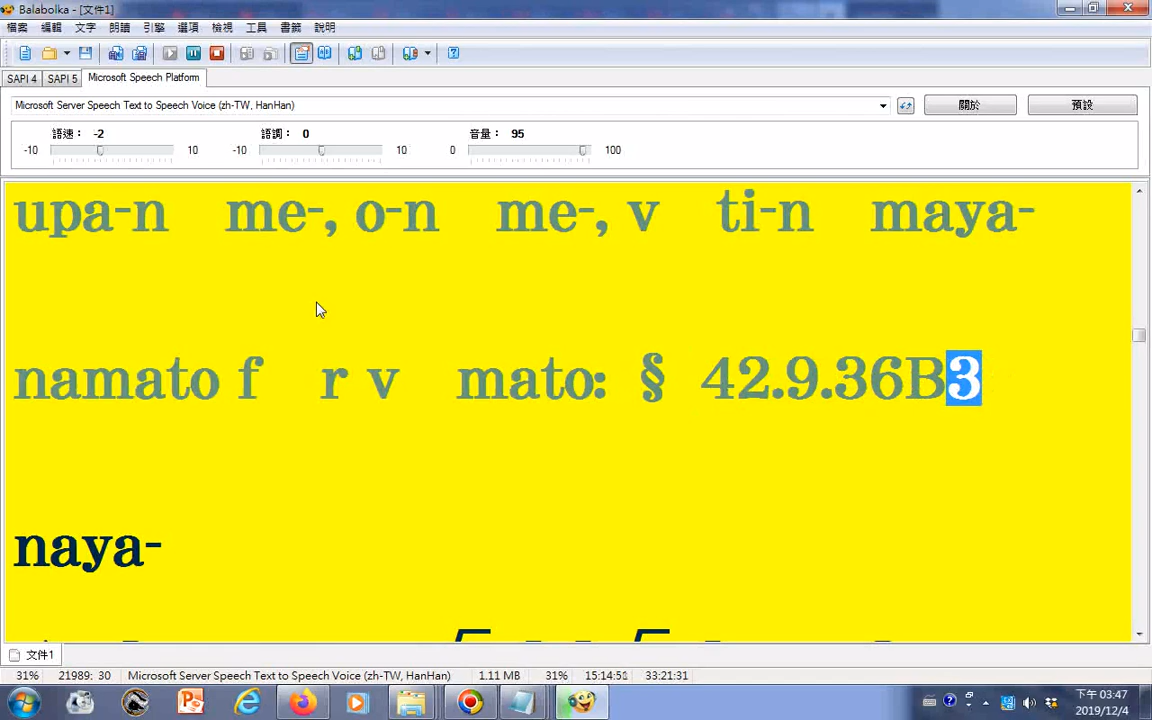 Balabolka - [文件1]
檔案 編輯 文字 朗讀 引擎 選項 檢視 工具 書籤 說明
SAPI 4 SAPI 5 Microsoft Speech Platform
Microsoft Server Speech Text to Speech Voice (zh-TW, HanHan) 關於 預設
語速： -2 語調： 0 音量： 95
-10 10 -10 10 0 100
upa-n me-, o-n me-, v ti-n maya-
namato f r v mato: § 42.9.36B3
naya-
文件1
31% 21989: 30 Microsoft Server Speech Text to Speech Voice (zh-TW, HanHan) 1.11 MB 31% 15:14:51 33:21:31
下午 03:47
2019/12/4